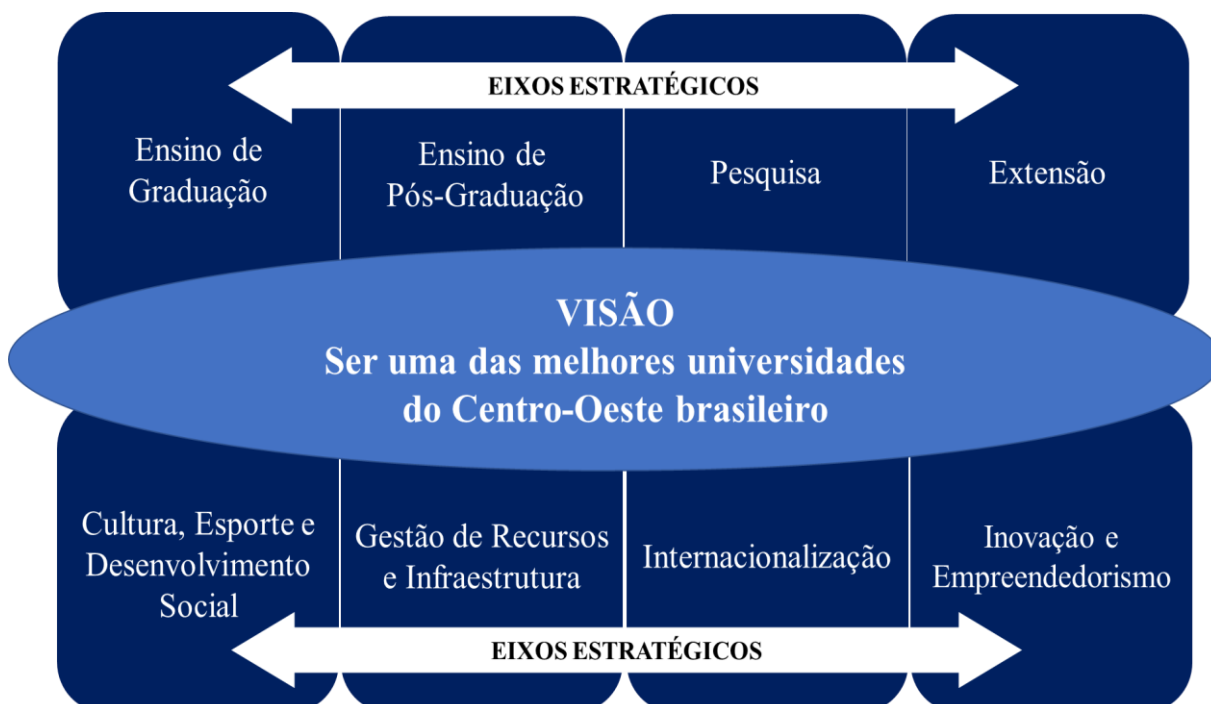 EIXOS ESTRATÉGICOS
Ensino de
Graduação
Ensino de
Pós-Graduação
Pesquisa
Extensão
VISÃO
Ser uma das melhores universidades
do Centro-Oeste brasileiro
Cultura, Esporte e
Desenvolvimento
Social
Gestão de Recursos
e Infraestrutura
Internacionalização
Inovação e
Empreendedorismo
EIXOS ESTRATÉGICOS